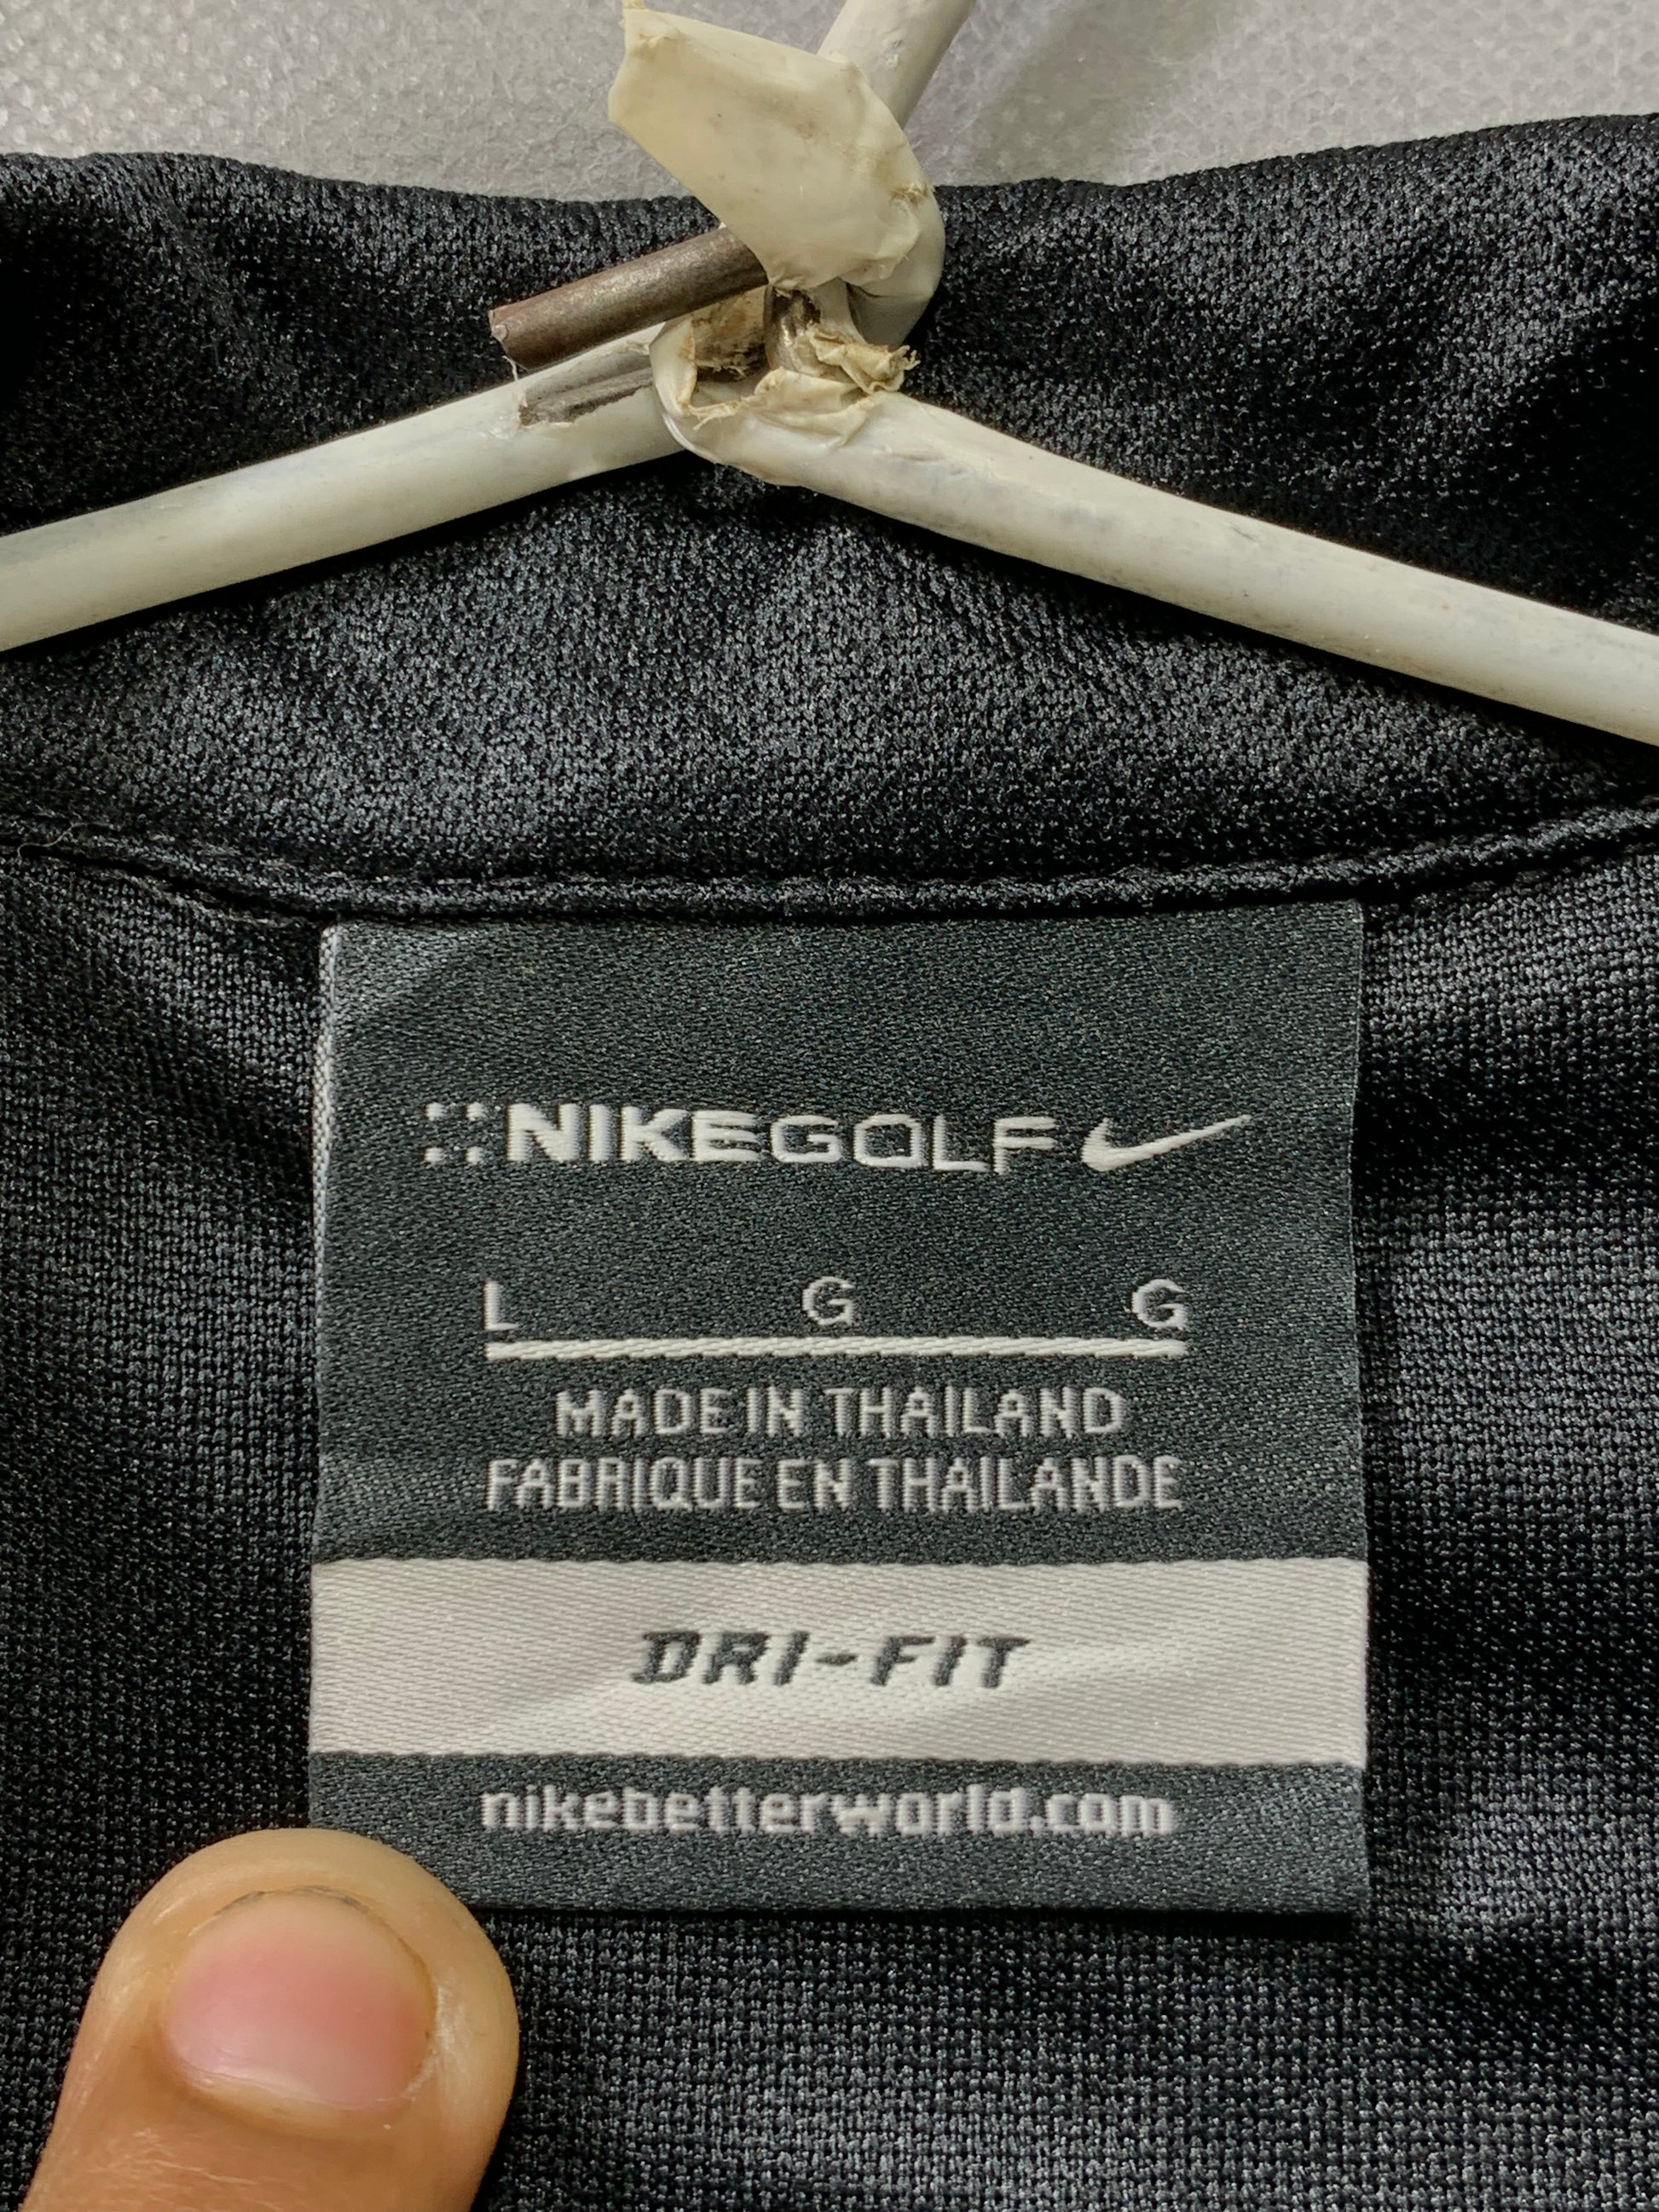 NIKEGOLF
L G G
MADE IN THAILAND
FABRIQUE EN THAILANDE
DRI-FIT
nikebetterworld.com